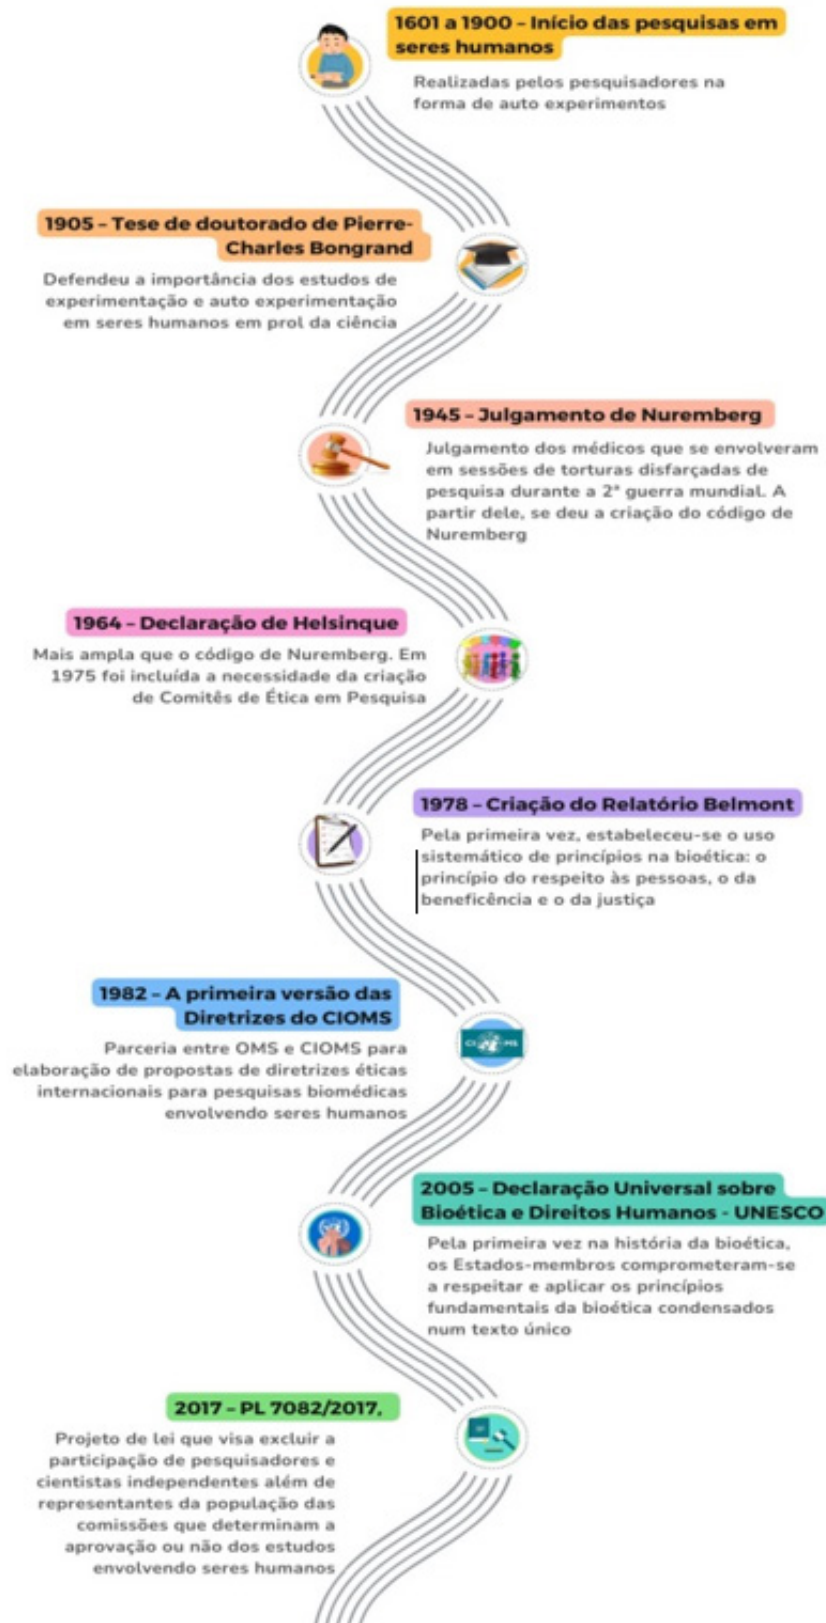 1601 a 1900 – Início das pesquisas em
seres humanos
Realizadas pelos pesquisadores na
forma de auto experimentos
1905 – Tese de doutorado de Pierre-
Charles Bongrand
Defendeu a importância dos estudos de
experimentação e auto experimentação
em seres humanos em prol da ciência
1945 – Julgamento de Nuremberg
Julgamento dos médicos que se envolveram
em sessões de torturas disfarçadas de
pesquisa durante a 2ª guerra mundial. A
partir dele, se deu a criação do código de
Nuremberg
1964 – Declaração de Helsinque
Mais ampla que o código de Nuremberg. Em
1975 foi incluída a necessidade da criação
de Comitês de Ética em Pesquisa
1978 – Criação do Relatório Belmont
Pela primeira vez, estabeleceu-se o uso
sistemático de princípios na bioética: o
princípio do respeito às pessoas, o da
beneficência e o da justiça
1982 – A primeira versão das
Diretrizes do CIOMS
Parceria entre OMS e CIOMS para
elaboração de propostas de diretrizes éticas
internacionais para pesquisas biomédicas
envolvendo seres humanos
CI MS
2005 – Declaração Universal sobre
Bioética e Direitos Humanos - UNESCO
Pela primeira vez na história da bioética,
os Estados-membros comprometeram-se
a respeitar e aplicar os princípios
fundamentais da bioética condensados
num texto único
2017 – PL 7082/2017,
Projeto de lei que visa excluir a
participação de pesquisadores e
cientistas independentes além de
representantes da população das
comissões que determinam a
aprovação ou não dos estudos
envolvendo seres humanos